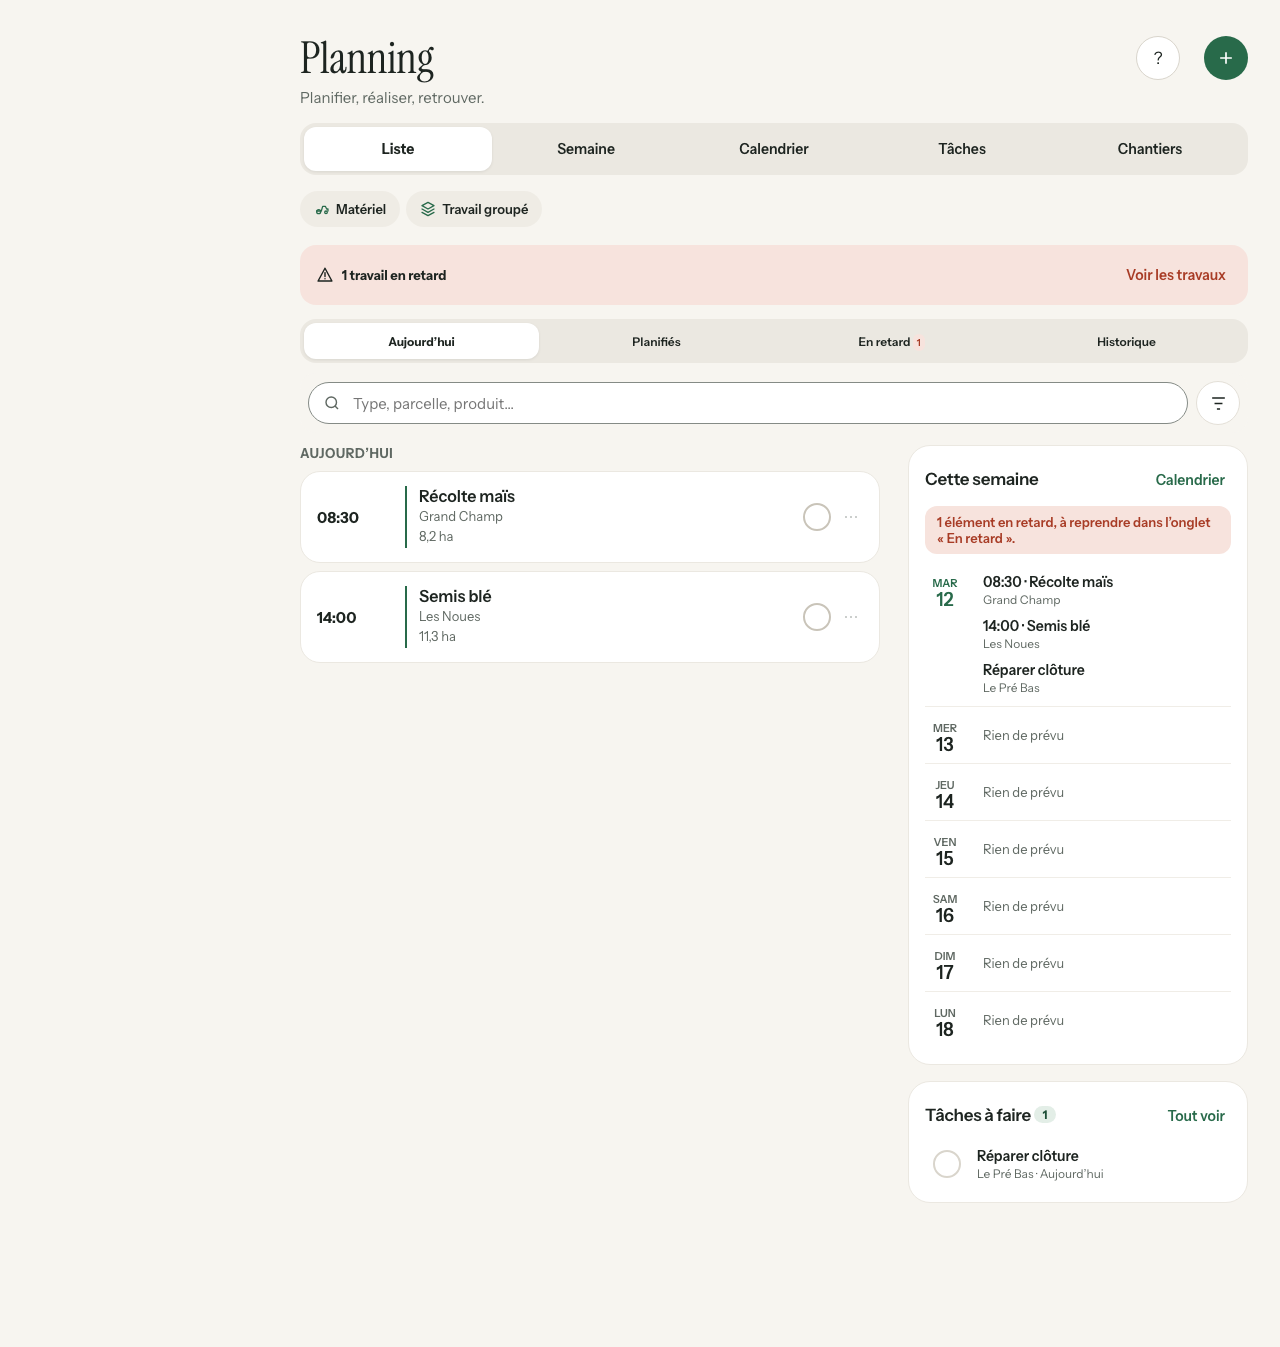 Planning
?
+
Planifier, réaliser, retrouver.
Liste
Semaine
Calendrier
Tâches
Chantiers
Matériel
Travail groupé
1 travail en retard
Voir les travaux
Aujourd’hui
Planifiés
En retard 1
Historique
Type, parcelle, produit…
AUJOURD’HUI
08:30
Récolte maïs
Grand Champ
8,2 ha
14:00
Semis blé
Les Noues
11,3 ha
Cette semaine
Calendrier
1 élément en retard, à reprendre dans l’onglet
« En retard ».
MAR
12
08:30 · Récolte maïs
Grand Champ
14:00 · Semis blé
Les Noues
Réparer clôture
Le Pré Bas
MER
13
Rien de prévu
JEU
14
Rien de prévu
VEN
15
Rien de prévu
SAM
16
Rien de prévu
DIM
17
Rien de prévu
LUN
18
Rien de prévu
Tâches à faire 1
Tout voir
Réparer clôture
Le Pré Bas · Aujourd’hui